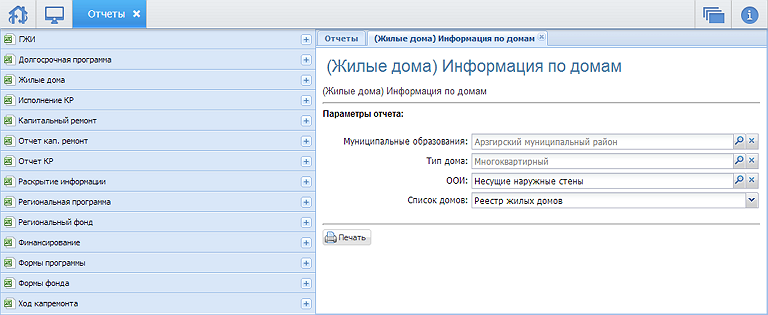 Отчеты
ГЖИ
Долгосрочная программа
Жилые дома
Исполнение КР
Капитальный ремонт
Отчет кап. ремонт
Отчет КР
Раскрытие информации
Региональная программа
Региональный фонд
Финансирование
Формы программы
Формы фонда
Ход капремонта
Отчеты (Жилые дома) Информация по домам
(Жилые дома) Информация по домам
(Жилые дома) Информация по домам
Параметры отчета:
Муниципальные образования: Арзгирский муниципальный район
Тип дома: Многоквартирный
ООИ: Несущие наружные стены
Список домов: Реестр жилых домов
Печать